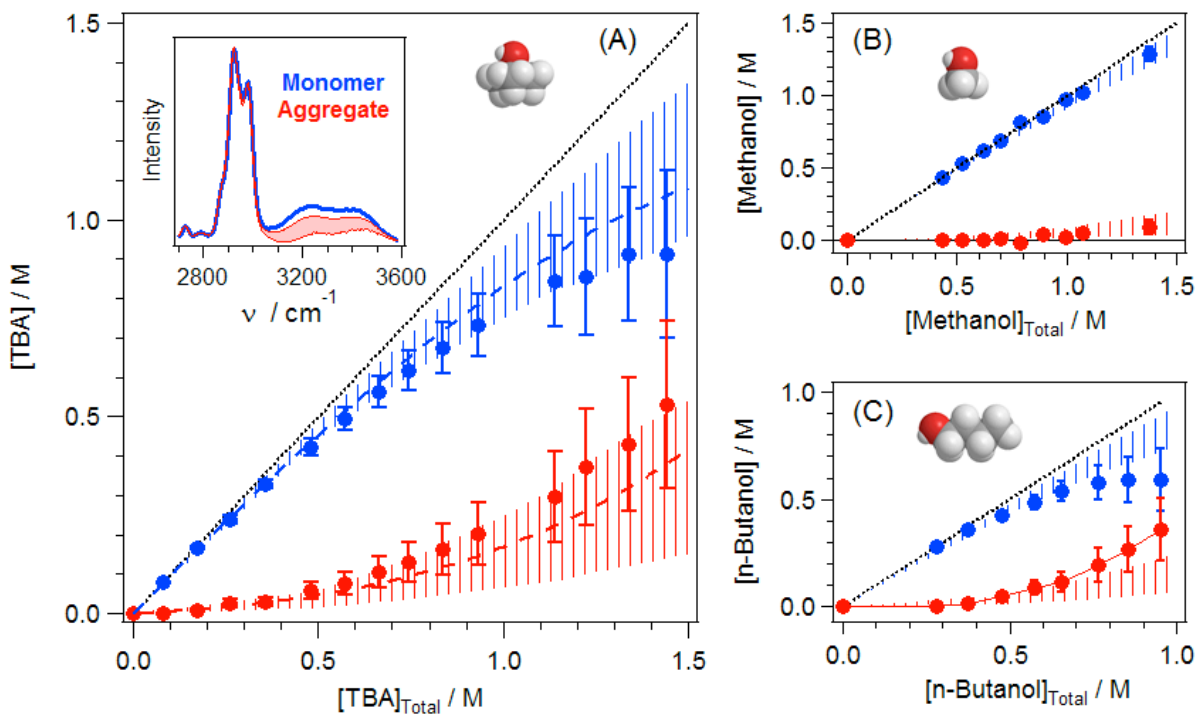 (A)
Monomer
Aggregate
Intensity
2800 3200 3600
ν / cm⁻¹
[TBA] / M
1.5
1.0
0.5
0.0
0.0 0.5 1.0 1.5
[TBA]Total / M
(B)
[Methanol] / M
1.5
1.0
0.5
0.0
0.0 0.5 1.0 1.5
[Methanol]Total / M
(C)
[n-Butanol] / M
1.0
0.5
0.0
0.0 0.5 1.0
[n-Butanol]Total / M